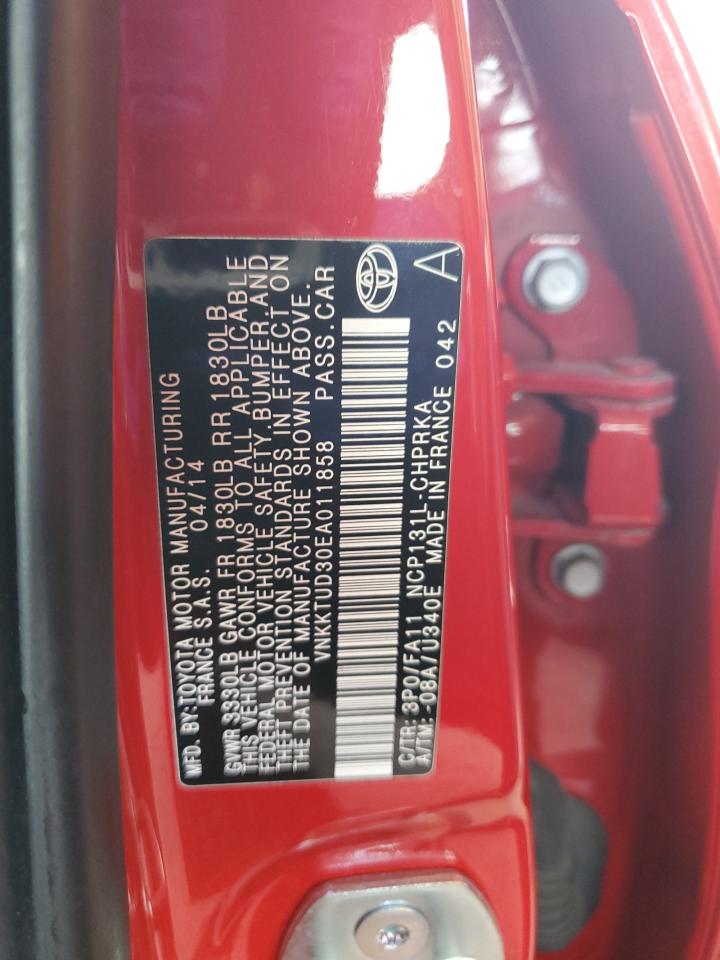 MFD. BY: TOYOTA MOTOR MANUFACTURING
FRANCE S.A.S. 04/14
GVWR 3330LB GAWR FR 1830LB RR 1830LB
THIS VEHICLE CONFORMS TO ALL APPLICABLE
FEDERAL MOTOR VEHICLE SAFETY,BUMPER,AND
THEFT PREVENTION STANDARDS IN EFFECT ON
THE DATE OF MANUFACTURE SHOWN ABOVE.
VNKKTUD30EA011858 PASS.CAR
C/TR: 3P0/FA11 NCP131L-CHPRKA
A/TM: -08A/U340E MADE IN FRANCE 042
A